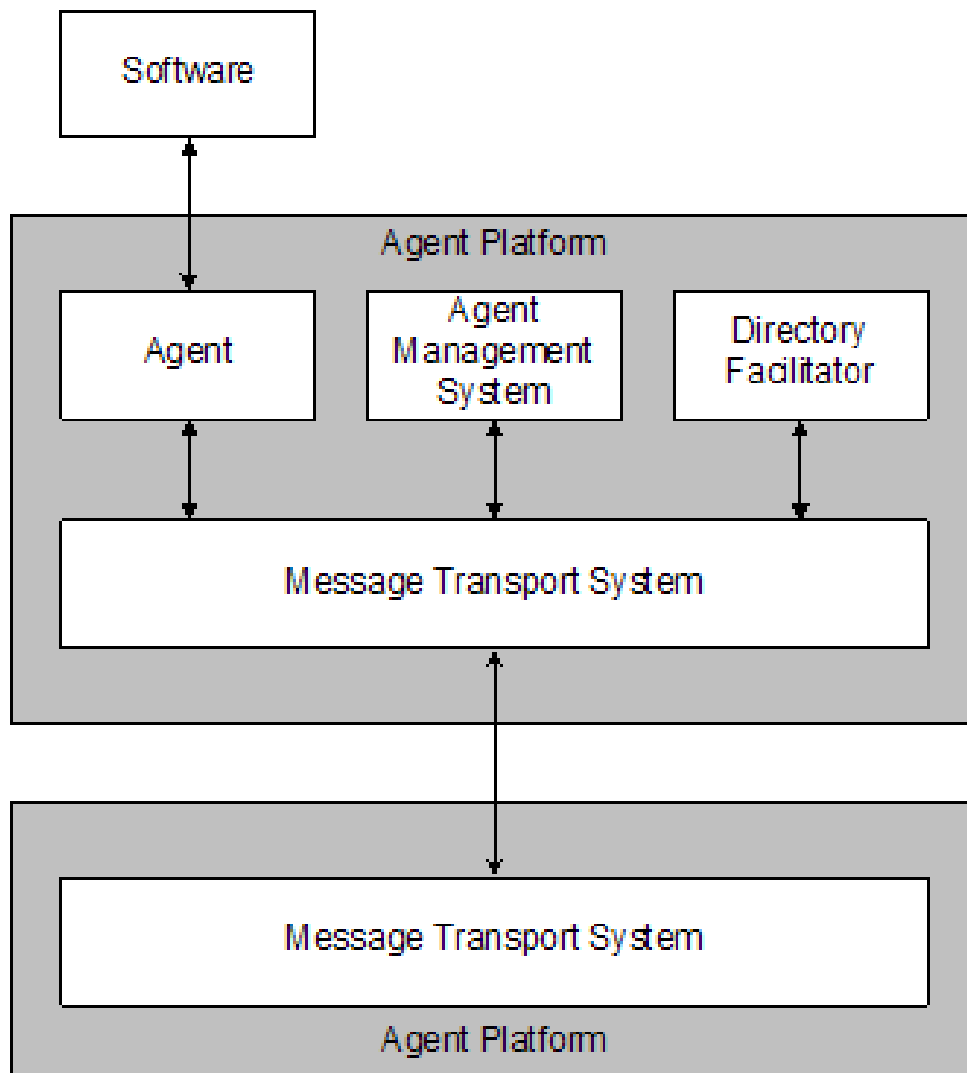 Software
Agent Platform
Agent
Agent
Management
System
Directory
Facilitator
Message Transport System
Message Transport System
Agent Platform